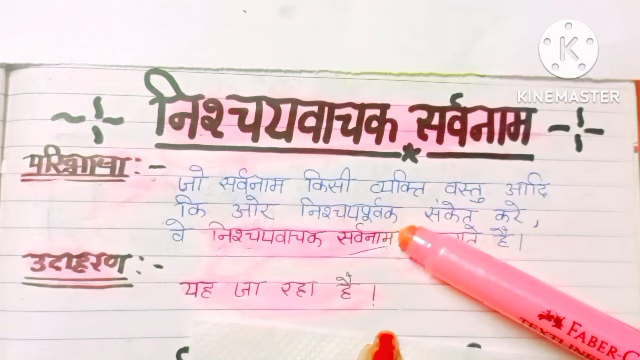 निश्चयवाचक सर्वनाम
परिभाषा :-
जो सर्वनाम किसी व्यक्ति वस्तु आदि
कि ओर निश्चयपूर्वक संकेत करे,
वे निश्चयवाचक सर्वनाम है।
उदाहरण :-
यह जा रहा है।
KINEMASTER
FABER-C
TEXTLINE